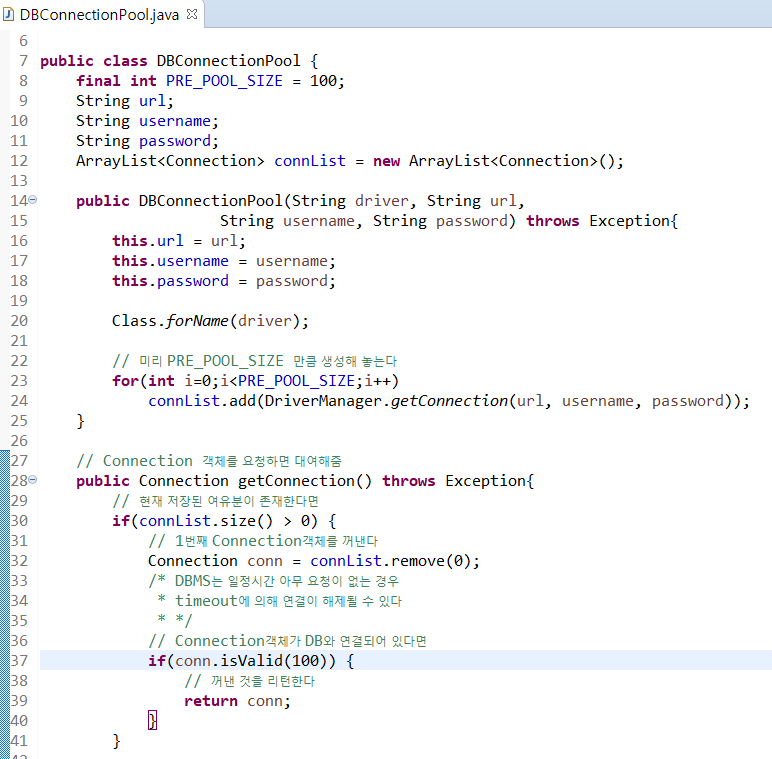 DBConnectionPool.java
6
7 public class DBConnectionPool {
8 final int PRE_POOL_SIZE = 100;
9 String url;
10 String username;
11 String password;
12 ArrayList<Connection> connList = new ArrayList<Connection>();
13
14 public DBConnectionPool(String driver, String url,
15 String username, String password) throws Exception{
16 this.url = url;
17 this.username = username;
18 this.password = password;
19
20 Class.forName(driver);
21
22 // 미리 PRE_POOL_SIZE 만큼 생성해 놓는다
23 for(int i=0;i<PRE_POOL_SIZE;i++)
24 connList.add(DriverManager.getConnection(url, username, password));
25 }
26
27 // Connection 객체를 요청하면 대여해줌
28 public Connection getConnection() throws Exception{
29 // 현재 저장된 여유분이 존재한다면
30 if(connList.size() > 0) {
31 // 1번째 Connection객체를 꺼낸다
32 Connection conn = connList.remove(0);
33 /* DBMS는 일정시간 아무 요청이 없는 경우
34 * timeout에 의해 연결이 해제될 수 있다
35 * */
36 // Connection객체가 DB와 연결되어 있다면
37 if(conn.isValid(100)) {
38 // 꺼낸 것을 리턴한다
39 return conn;
40 }
41 }